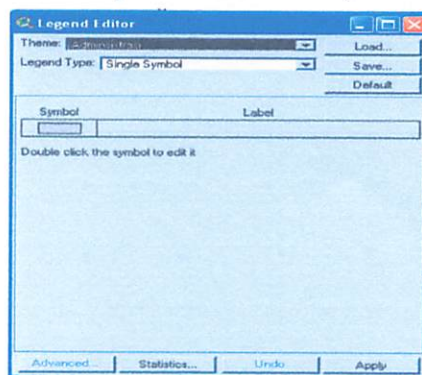 Legend Editor
Theme:
Load...
Legend Type: Single Symbol
Save...
Default
Symbol Label
Double click the symbol to edit it
Advanced... Statistics... Undo Apply